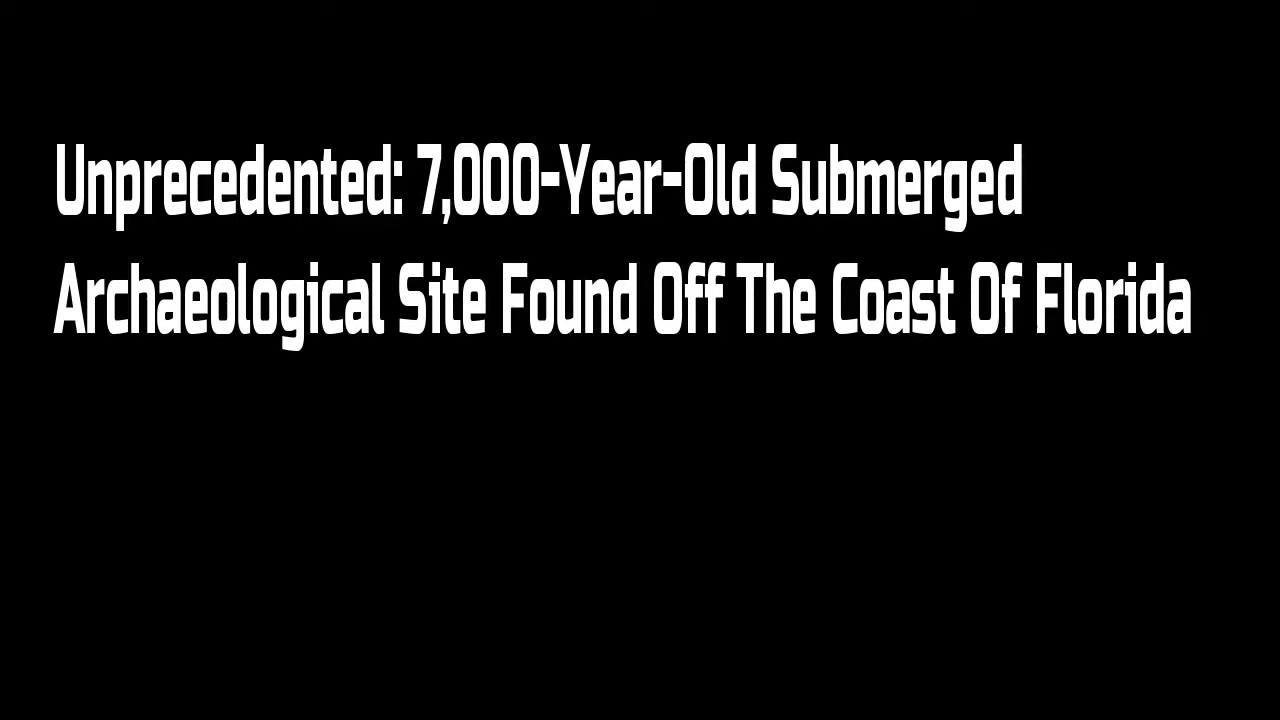 Unprecedented: 7,000-Year-Old Submerged
Archaeological Site Found Off The Coast Of Florida